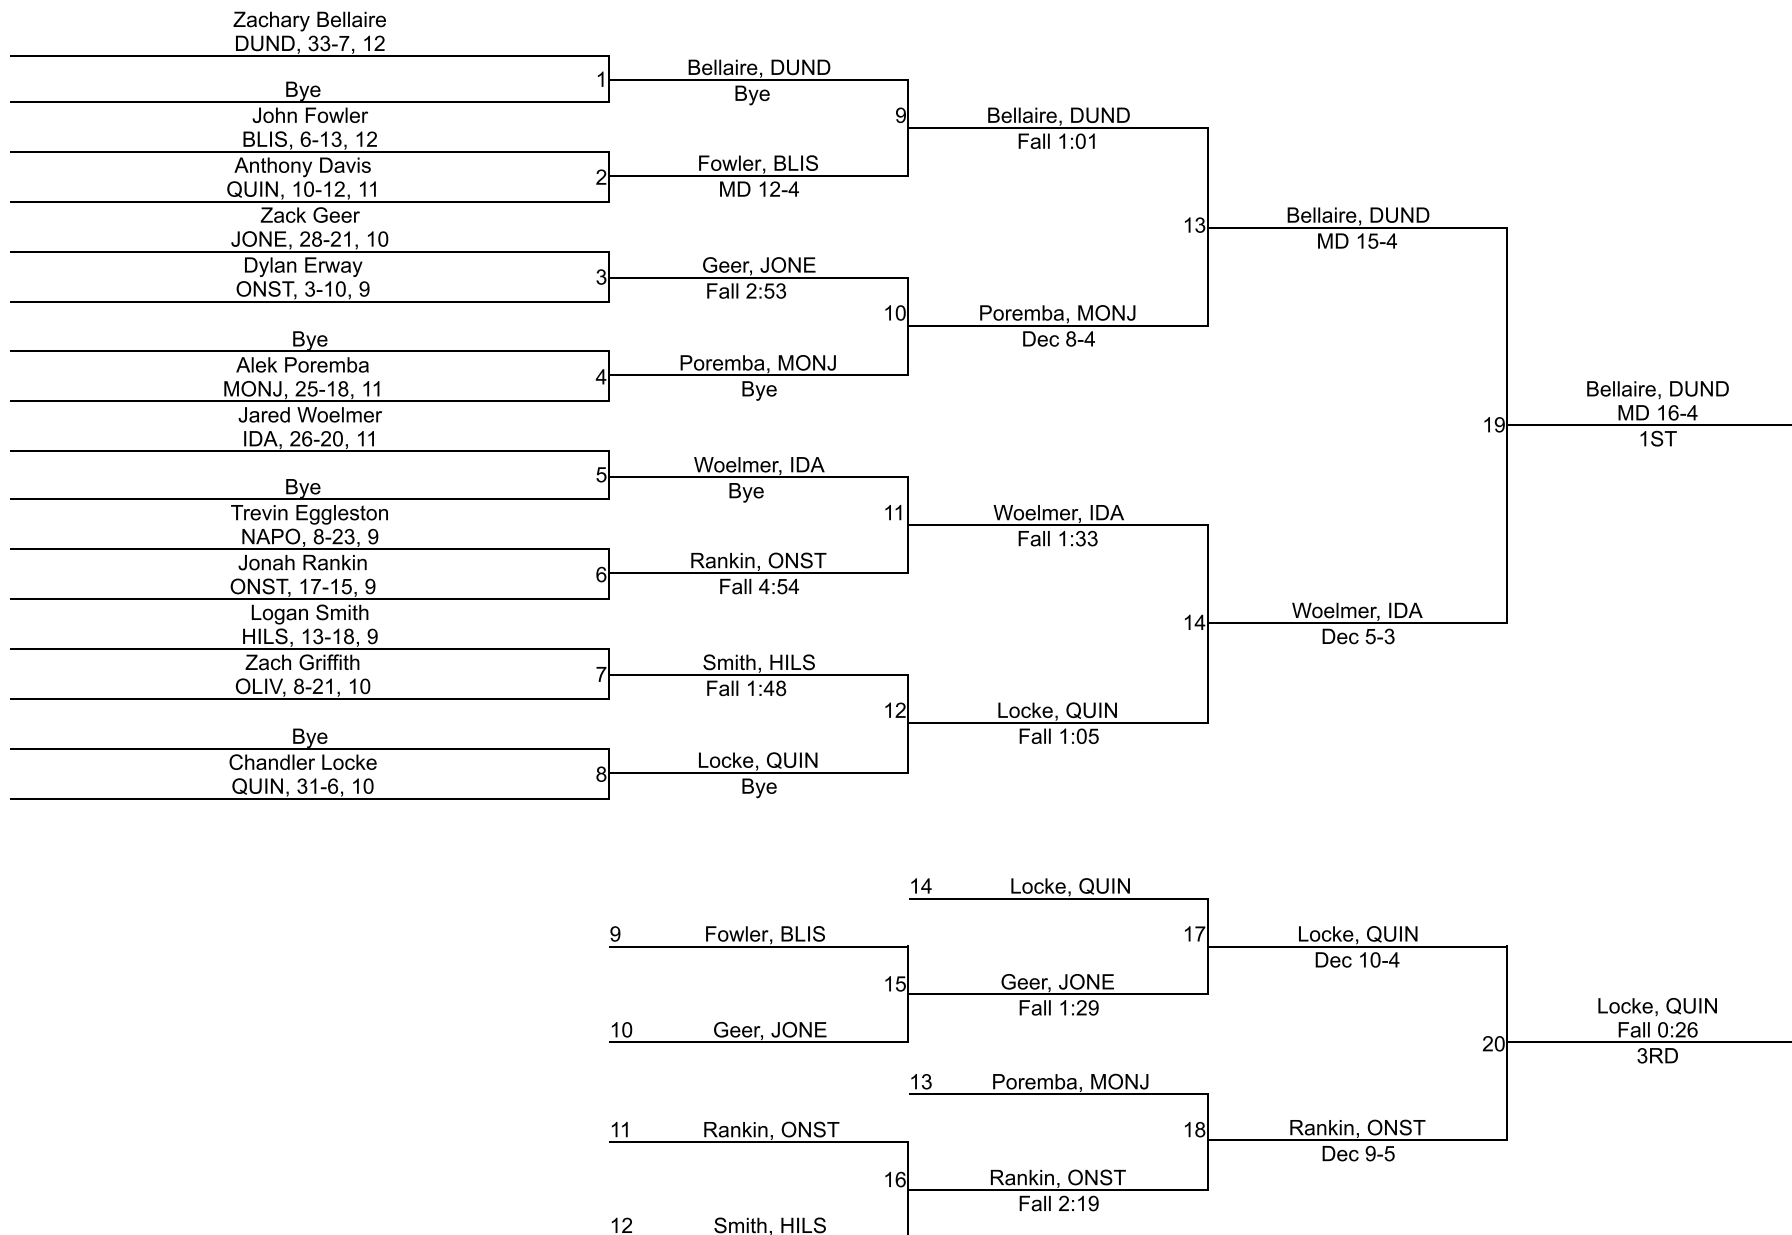 Zachary Bellaire
DUND, 33-7, 12
Bye
1
John Fowler
BLIS, 6-13, 12
Anthony Davis
QUIN, 10-12, 11
2
Zack Geer
JONE, 28-21, 10
Dylan Erway
ONST, 3-10, 9
3
Bye
Alek Poremba
MONJ, 25-18, 11
4
Jared Woelmer
IDA, 26-20, 11
Bye
5
Trevin Eggleston
NAPO, 8-23, 9
Jonah Rankin
ONST, 17-15, 9
6
Logan Smith
HILS, 13-18, 9
Zach Griffith
OLIV, 8-21, 10
7
Bye
Chandler Locke
QUIN, 31-6, 10
8
Bellaire, DUND
Bye
9
Fowler, BLIS
MD 12-4
Geer, JONE
Fall 2:53
10
Poremba, MONJ
Bye
Woelmer, IDA
Bye
11
Rankin, ONST
Fall 4:54
Smith, HILS
Fall 1:48
12
Locke, QUIN
Bye
Bellaire, DUND
Fall 1:01
13
Poremba, MONJ
Dec 8-4
Woelmer, IDA
Fall 1:33
14
Locke, QUIN
Fall 1:05
Bellaire, DUND
MD 15-4
19
Woelmer, IDA
Dec 5-3
Bellaire, DUND
MD 16-4
1ST
14 Locke, QUIN
9 Fowler, BLIS
17
15
10 Geer, JONE
Geer, JONE
Fall 1:29
Locke, QUIN
Dec 10-4
13 Poremba, MONJ
11 Rankin, ONST
18
16
12 Smith, HILS
Rankin, ONST
Fall 2:19
Rankin, ONST
Dec 9-5
20
Locke, QUIN
Fall 0:26
3RD